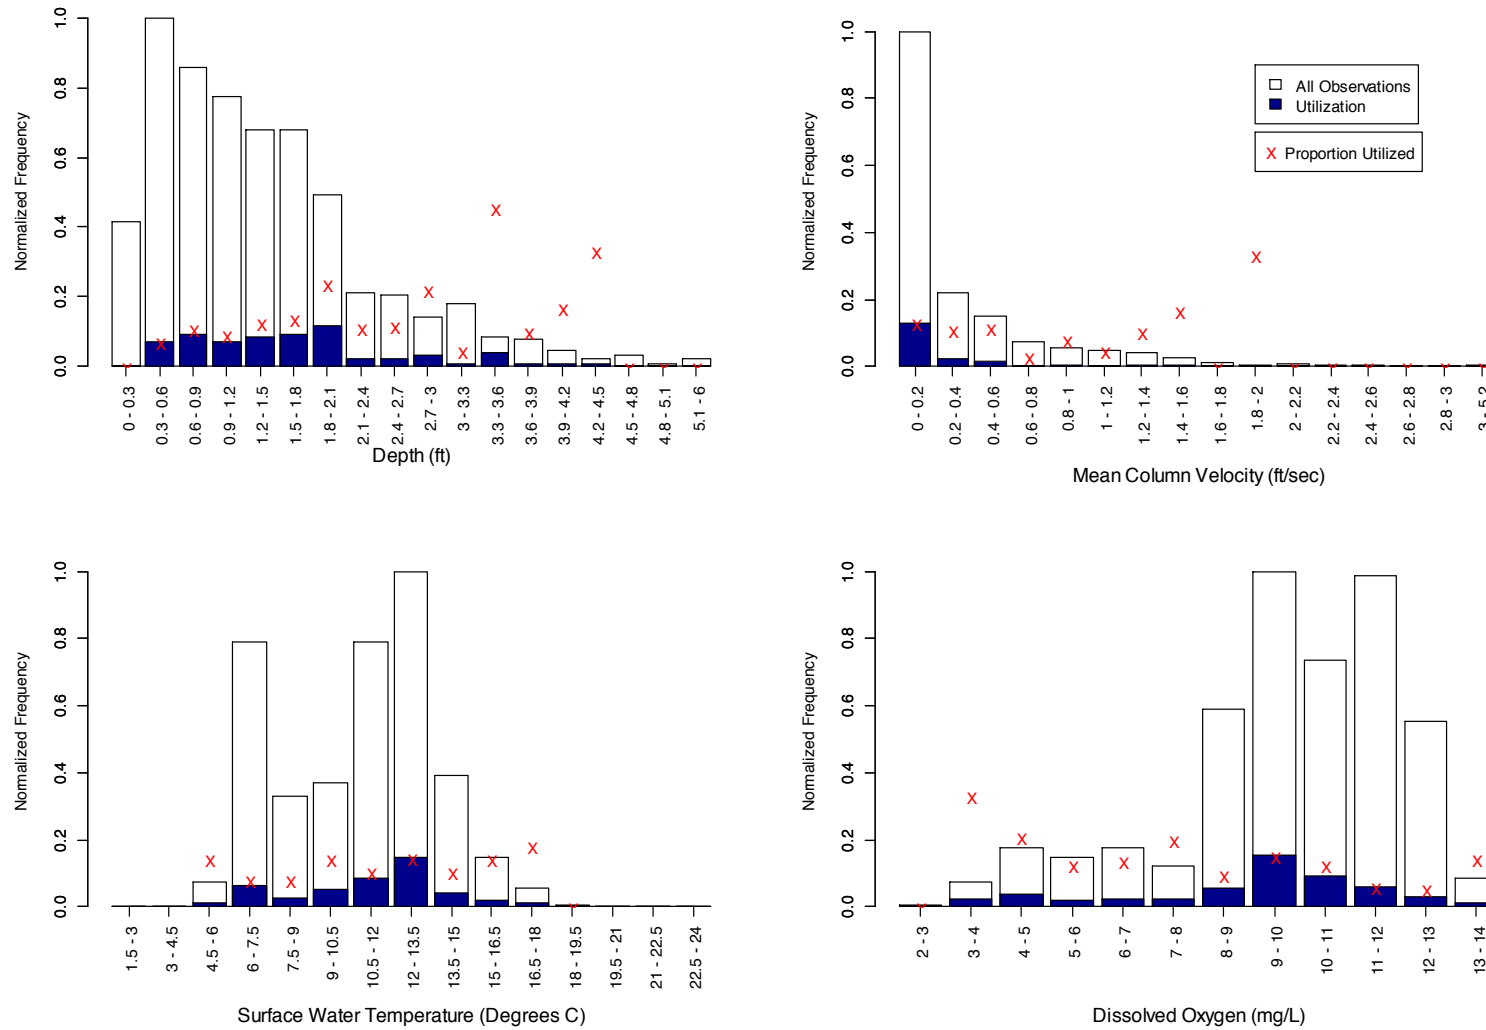 Normalized Frequency
0.0 0.2 0.4 0.6 0.8 1.0
0 - 0.3
0.3 - 0.6
0.6 - 0.9
0.9 - 1.2
1.2 - 1.5
1.5 - 1.8
1.8 - 2.1
2.1 - 2.4
2.4 - 2.7
2.7 - 3
3 - 3.3
3.3 - 3.6
3.6 - 3.9
3.9 - 4.2
4.2 - 4.5
4.5 - 4.8
4.8 - 5.1
5.1 - 6
Depth (ft)
Normalized Frequency
0.0 0.2 0.4 0.6 0.8 1.0
All Observations
Utilization
X Proportion Utilized
0 - 0.2
0.2 - 0.4
0.4 - 0.6
0.6 - 0.8
0.8 - 1
1 - 1.2
1.2 - 1.4
1.4 - 1.6
1.6 - 1.8
1.8 - 2
2 - 2.2
2.2 - 2.4
2.4 - 2.6
2.6 - 2.8
2.8 - 3
3 - 5.2
Mean Column Velocity (ft/sec)
Normalized Frequency
0.0 0.2 0.4 0.6 0.8 1.0
1.5 - 3
3 - 4.5
4.5 - 6
6 - 7.5
7.5 - 9
9 - 10.5
10.5 - 12
12 - 13.5
13.5 - 15
15 - 16.5
16.5 - 18
18 - 19.5
19.5 - 21
21 - 22.5
22.5 - 24
Surface Water Temperature (Degrees C)
Normalized Frequency
0.0 0.2 0.4 0.6 0.8 1.0
2 - 3
3 - 4
4 - 5
5 - 6
6 - 7
7 - 8
8 - 9
9 - 10
10 - 11
11 - 12
12 - 13
13 - 14
Dissolved Oxygen (mg/L)